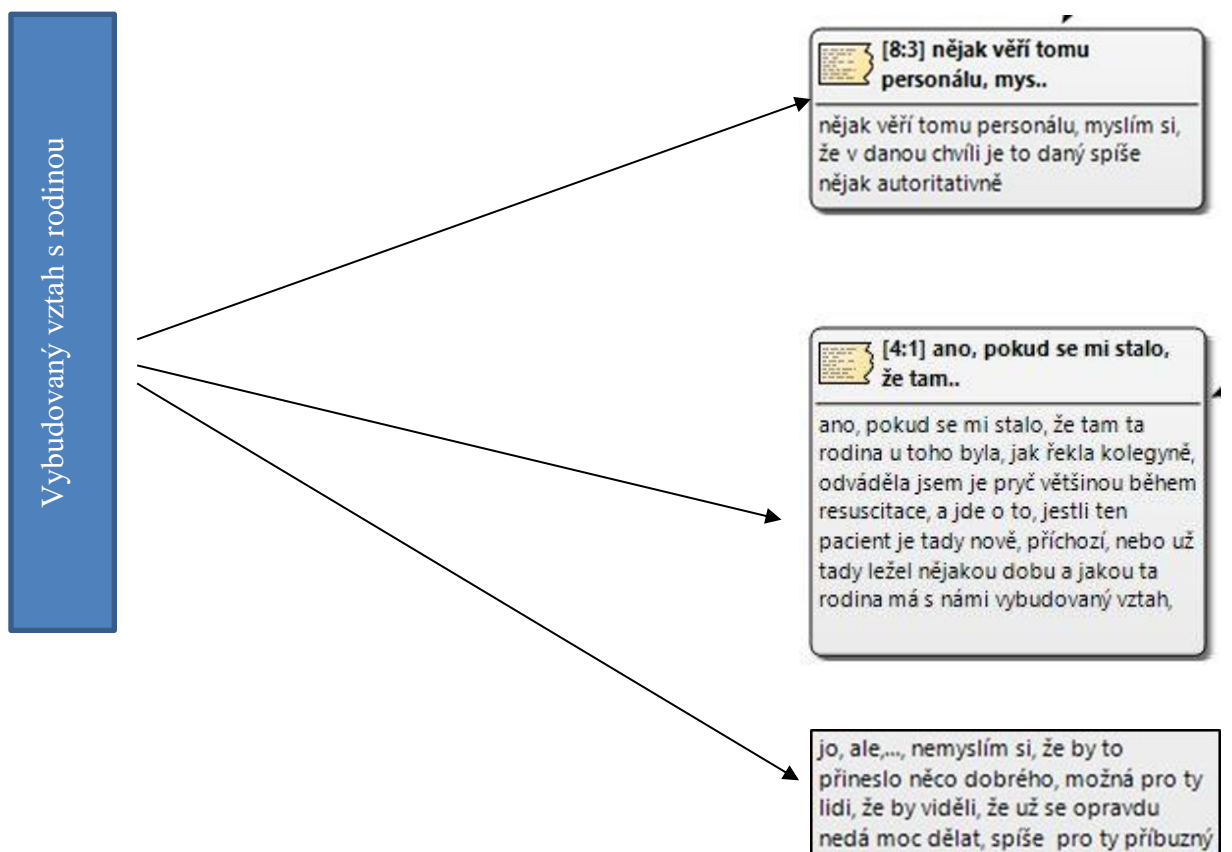 Vybudovaný vztah s rodinou
[8:3] nějak věří tomu
personálu, mys..
nějak věří tomu personálu, myslím si,
že v danou chvíli je to daný spíše
nějak autoritativně
[4:1] ano, pokud se mi stalo,
že tam..
ano, pokud se mi stalo, že tam ta
rodina u toho byla, jak řekla kolegyně,
odváděla jsem je pryč většinou během
resuscitace, a jde o to, jestli ten
pacient je tady nově, příchozí, nebo už
tady ležel nějakou dobu a jakou ta
rodina má s námi vybudovaný vztah,
jo, ale,..., nemyslím si, že by to
přineslo něco dobrého, možná pro ty
lidi, že by viděli, že už se opravdu
nedá moc dělat, spíše pro ty příbuzný